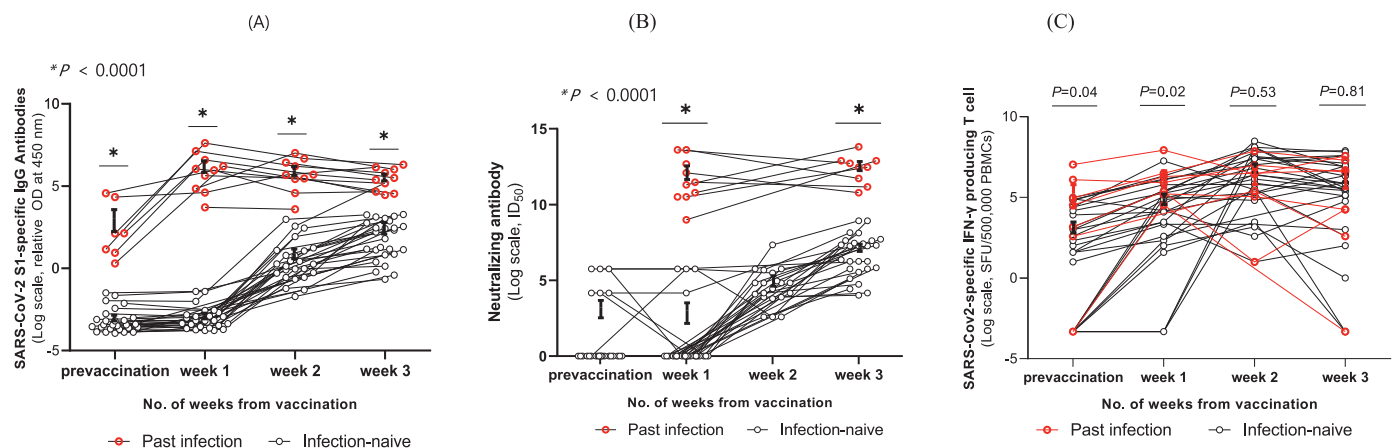 (A)
*P < 0.0001
SARS-CoV-2 S1-specific IgG Antibodies
(Log scale, relative OD at 450 nm)
10
5
0
-5
* * * *
prevaccination week 1 week 2 week 3
No. of weeks from vaccination
Past infection Infection-naive
(B)
*P < 0.0001
Neutralizing antibody
(Log scale, ID50)
15
10
5
0
* *
prevaccination week 1 week 2 week 3
No. of weeks from vaccination
Past infection Infection-naive
(C)
P=0.04 P=0.02 P=0.53 P=0.81
SARS-Cov2-specific IFN-γ producing T cell
(Log scale, SFU/500,000 PBMCs)
10
5
0
-5
prevaccination week 1 week 2 week 3
No. of weeks from vaccination
Past infection Infection-naive